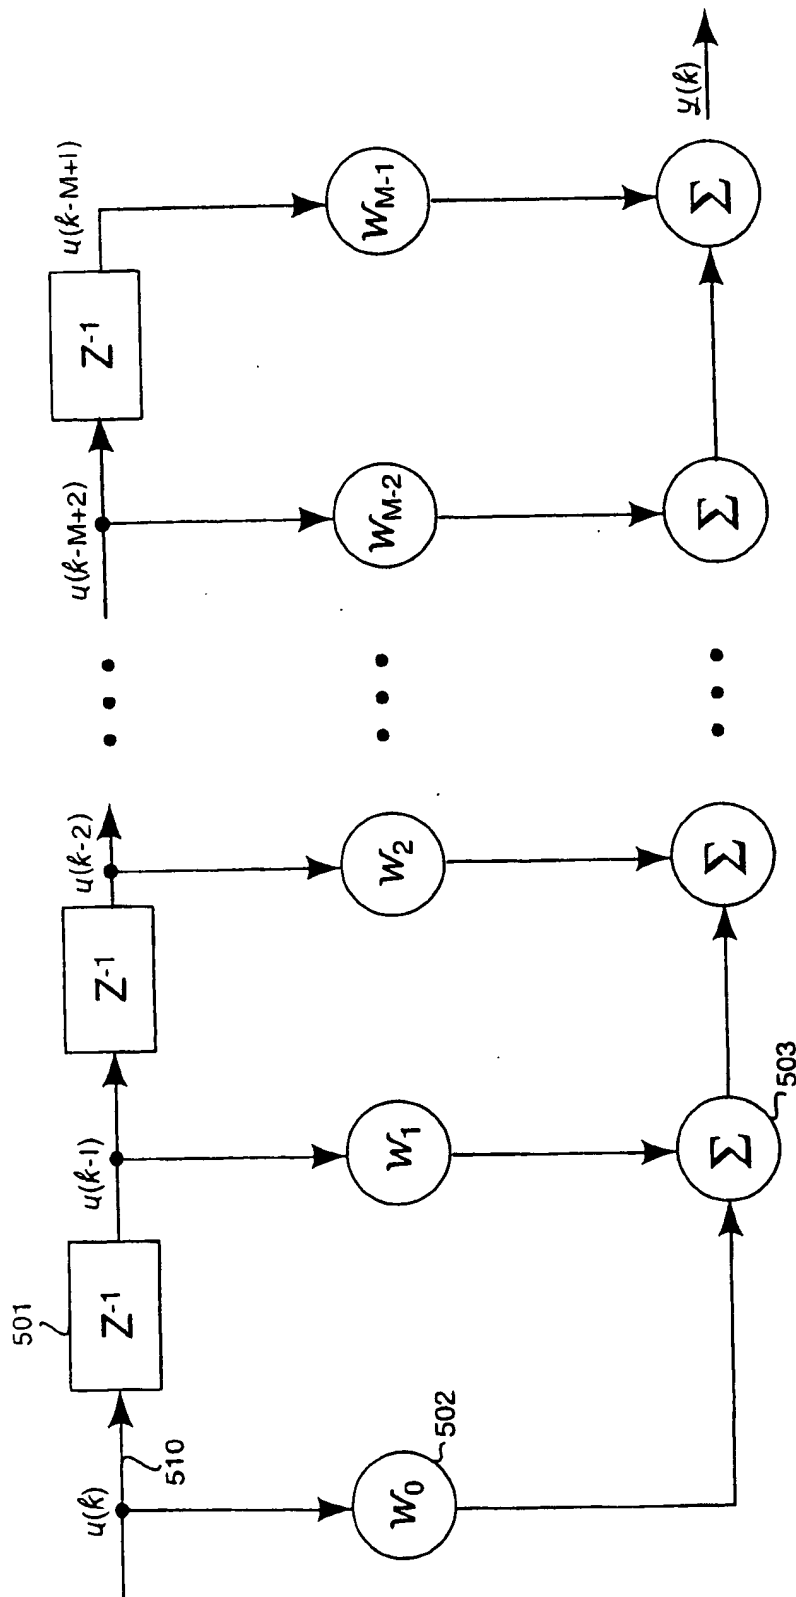 u(k)
510
501
Z-1
u(k-1)
Z-1
u(k-2)
u(k-M+2)
Z-1
u(k-M+1)
W0
502
W1
W2
WM-2
WM-1
Σ
503
Σ
Σ
Σ
y(k)